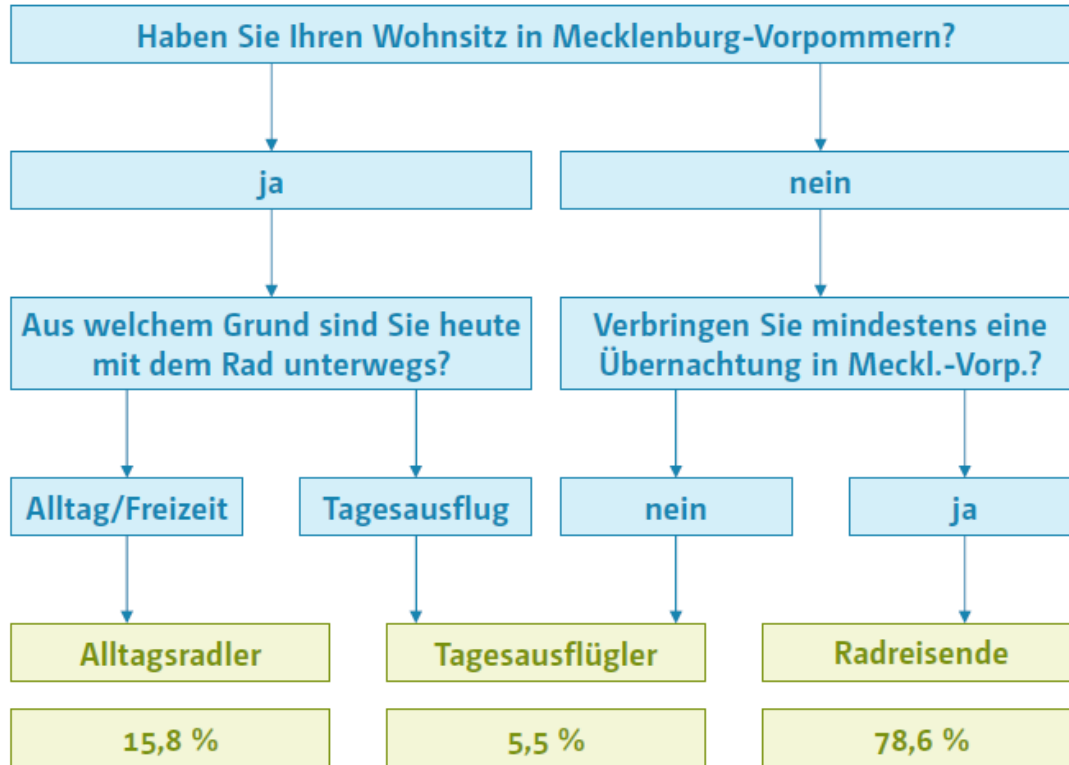 Haben Sie Ihren Wohnsitz in Mecklenburg-Vorpommern?
ja
nein
Aus welchem Grund sind Sie heute
mit dem Rad unterwegs?
Verbringen Sie mindestens eine
Übernachtung in Meckl.-Vorp.?
Alltag/Freizeit
Tagesausflug
nein
ja
Alltagsradler
Tagesausflügler
Radreisende
15,8 %
5,5 %
78,6 %